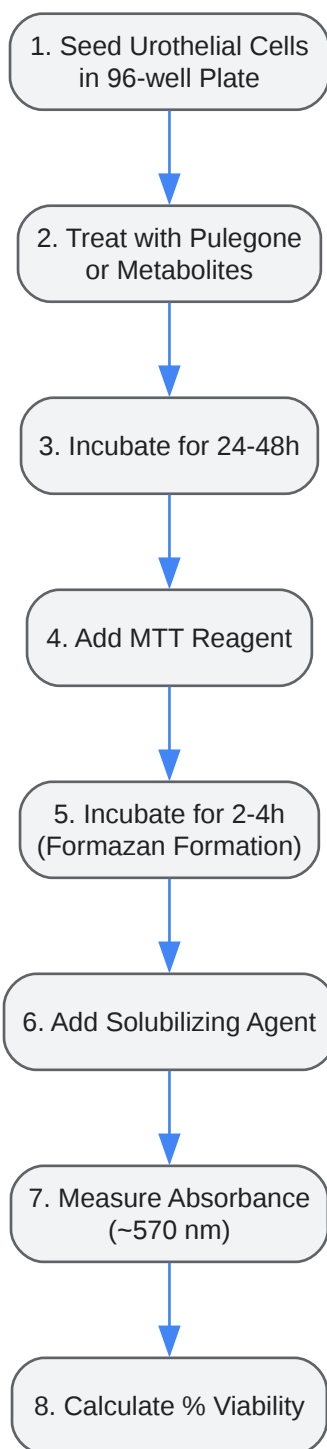 1. Seed Urothelial Cells
in 96-well Plate
2. Treat with Pulegone
or Metabolites
3. Incubate for 24-48h
4. Add MTT Reagent
5. Incubate for 2-4h
(Formazan Formation)
6. Add Solubilizing Agent
7. Measure Absorbance
(~570 nm)
8. Calculate % Viability